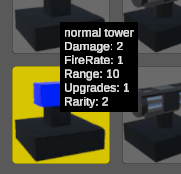 normal tower
Damage: 2
FireRate: 1
Range: 10
Upgrades: 1
Rarity: 2